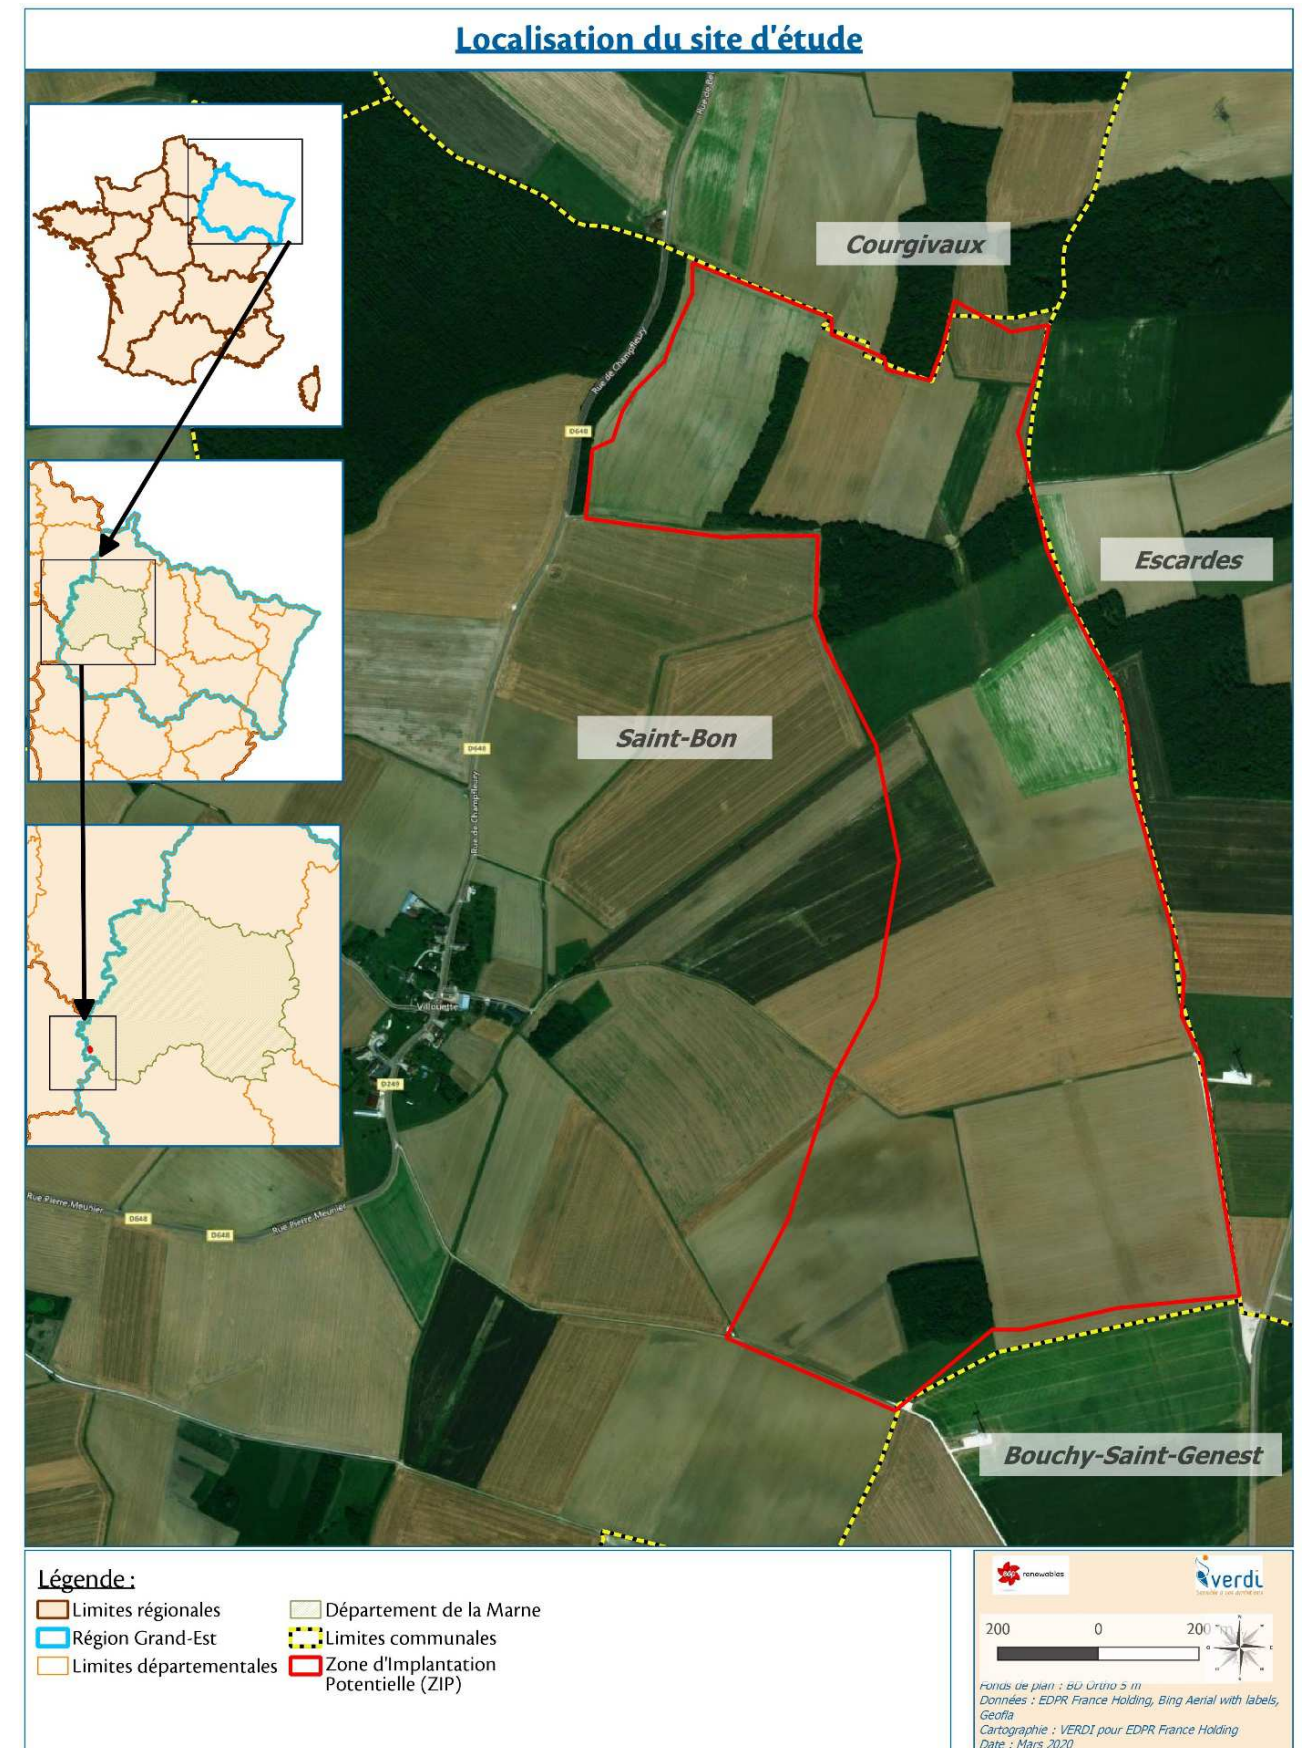 Localisation du site d'étude
Rue de Bel
Courgivaux
Rue de Champfleury
D648
Escardes
Saint-Bon
D648
Rue de Champfleury
Villouette
D249
Rue Pierre Meunier
D648
D648
Rue Pierre Meunier
Bouchy-Saint-Genest
Légende :
Limites régionales
Région Grand-Est
Limites départementales
Département de la Marne
Limites communales
Zone d'Implantation
Potentielle (ZIP)
edp renewables
verdi
200 0 200 m
Fonds de plan : BD Ortho 5 m
Données : EDPR France Holding, Bing Aerial with labels,
Geofla
Cartographie : VERDI pour EDPR France Holding
Date : Mars 2020